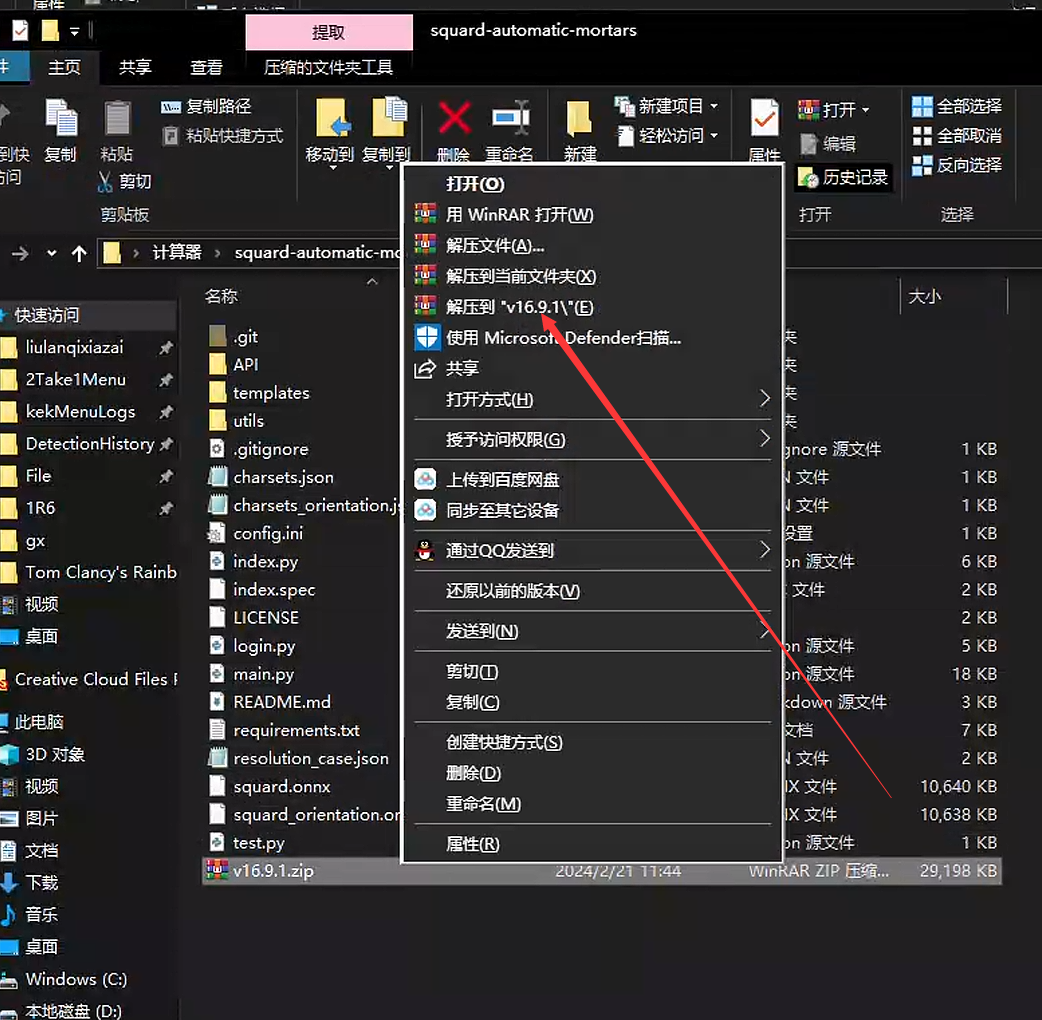 属性
提取
squard-automatic-mortars
件
主页
共享
查看
压缩的文件夹工具
到快
访问
复制
粘贴
复制路径
粘贴快捷方式
剪切
剪贴板
移动到
复制到
删除
重命名
新建
新建项目
轻松访问
属性
打开
编辑
历史记录
打开
全部选择
全部取消
反向选择
选择
计算器
squard-automatic-mo
名称
大小
快速访问
liulanqixiazai
2Take1Menu
kekMenuLogs
DetectionHistory
File
1R6
gx
Tom Clancy's Rainb
视频
桌面
Creative Cloud Files F
此电脑
3D 对象
视频
图片
文档
下载
音乐
桌面
Windows (C:)
本地磁盘 (D:)
.git
夹
API
夹
templates
夹
utils
夹
.gitignore
gnore 源文件
1 KB
charsets.json
N 文件
1 KB
charsets_orientation.js
N 文件
1 KB
config.ini
设置
1 KB
index.py
on 源文件
6 KB
index.spec
文件
2 KB
LICENSE
2 KB
login.py
on 源文件
5 KB
main.py
on 源文件
18 KB
README.md
kdown 源文件
3 KB
requirements.txt
文档
7 KB
resolution_case.json
N 文件
2 KB
squard.onnx
IX 文件
10,640 KB
squard_orientation.or
IX 文件
10,638 KB
test.py
on 源文件
1 KB
v16.9.1.zip
2024/2/21 11:44
WinRAR ZIP 压缩...
29,198 KB
打开(O)
用 WinRAR 打开(W)
解压文件(A)...
解压到当前文件夹(X)
解压到 "v16.9.1\"(E)
使用 Microsoft Defender扫描...
共享
打开方式(H)
授予访问权限(G)
上传到百度网盘
同步至其它设备
通过QQ发送到
还原以前的版本(V)
发送到(N)
剪切(T)
复制(C)
创建快捷方式(S)
删除(D)
重命名(M)
属性(R)